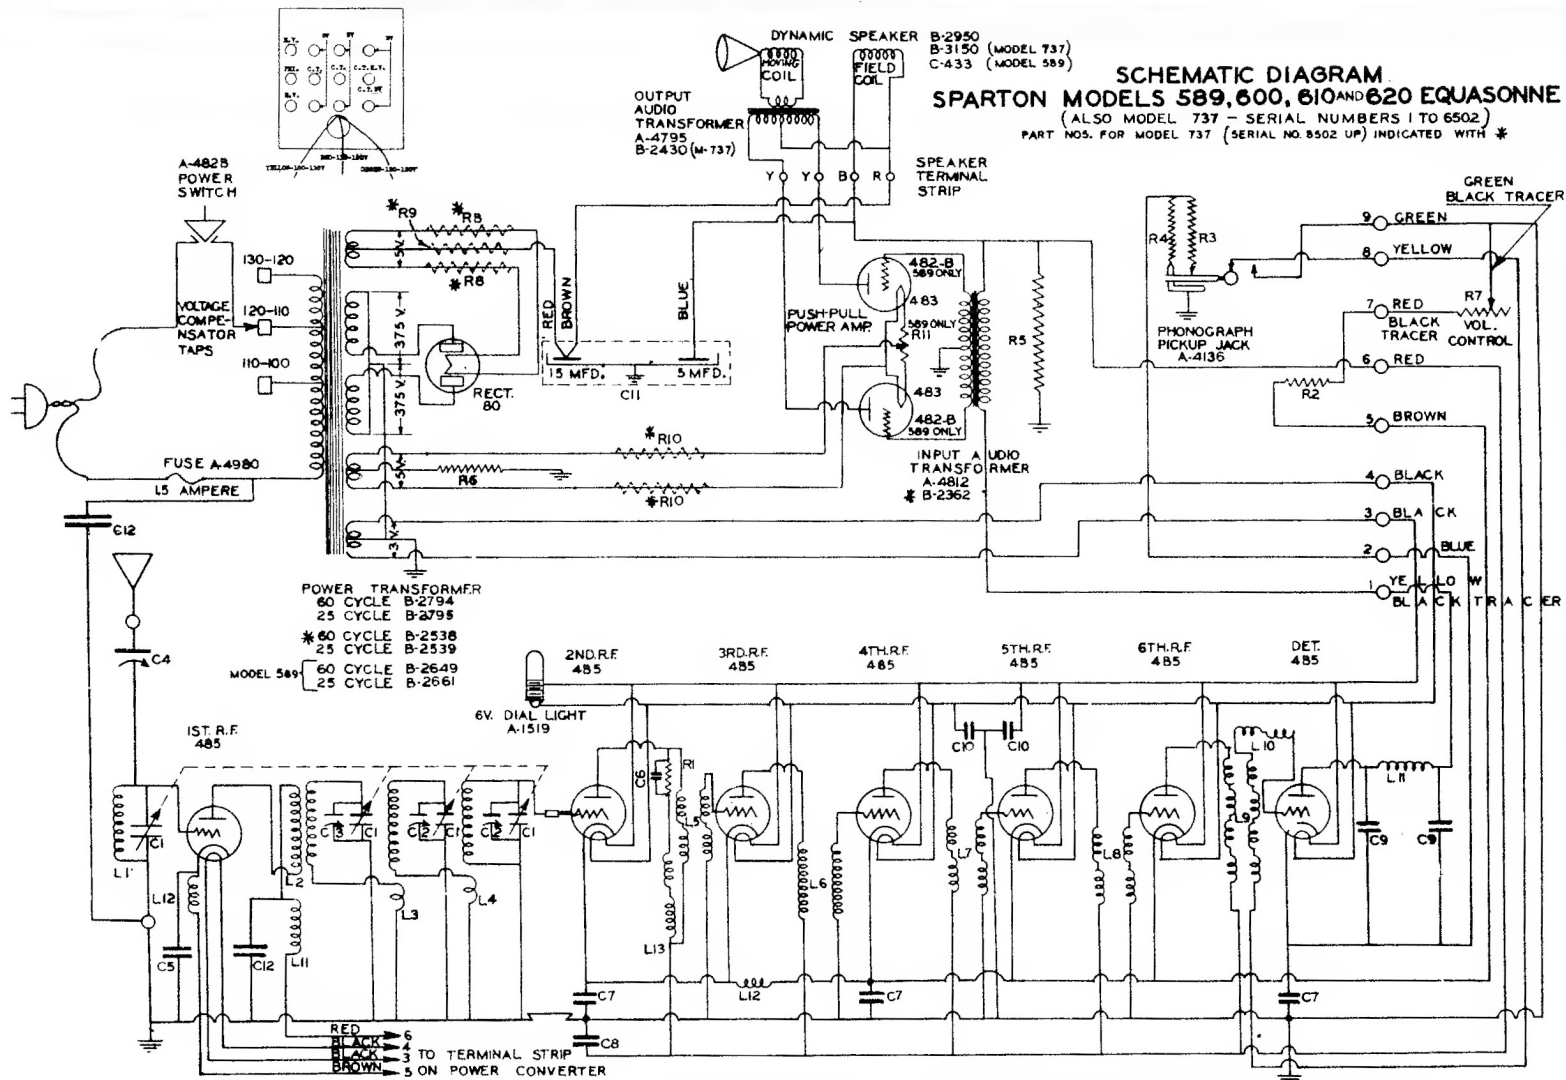 SCHEMATIC DIAGRAM
SPARTON MODELS 589, 600, 610 AND 620 EQUASONNE
(ALSO MODEL 737 - SERIAL NUMBERS 1 TO 6502)
PART NOS. FOR MODEL 737 (SERIAL NO. 8502 UP) INDICATED WITH *
DYNAMIC SPEAKER B-2950
B-3150 (MODEL 737)
C-433 (MODEL 589)
MOVING
COIL
FIELD
COIL
OUTPUT
AUDIO
TRANSFORMER
A-4795
B-2430 (M-737)
Y Y B R
SPEAKER
TERMINAL
STRIP
C.T.
C.T.
A-4828
POWER
SWITCH
130-120
120-110
110-100
VOLTAGE
COMPE-
NSATOR
TAPS
FUSE A-4980
1.5 AMPERE
C12
*R9
*R8
*R8
5V.
375 V.
375 V.
5V.
3V.
RECT.
80
RED
BROWN
BLUE
15 MFD.
5 MFD.
C11
*R10
R6
*R10
482-B
589 ONLY
483
PUSH-PULL
POWER AMP.
589 ONLY
R11
483
482-B
589 ONLY
R5
INPUT AUDIO
TRANSFORMER
A-4812
* B-2362
R4
R3
PHONOGRAPH
PICKUP JACK
A-4136
GREEN
BLACK TRACER
9 GREEN
8 YELLOW
7 RED
BLACK
TRACER
R7
VOL.
CONTROL
6 RED
R2
5 BROWN
4 BLACK
3 BLACK
2 BLUE
1 YELLOW
BLACK TRACER
POWER TRANSFORMER
60 CYCLE B-2794
25 CYCLE B-2795
* 60 CYCLE B-2538
25 CYCLE B-2539
MODEL 589
60 CYCLE B-2649
25 CYCLE B-2661
C4
6V. DIAL LIGHT
A-1519
1ST. R.F.
485
2ND. R.F.
485
3RD. R.F.
485
4TH. R.F.
485
5TH. R.F.
485
6TH. R.F.
485
DET.
485
C10 C10
L10
L11
C6
R1
L1
C1
C1
C1
C1
L5
L6
L7
L8
L9
C9
C9
L12
L2
L3
L4
L13
C5
C12
L11
C7
L12
C7
C7
C8
RED 6
BLACK 4
BLACK 3 TO TERMINAL STRIP
BROWN 5 ON POWER CONVERTER